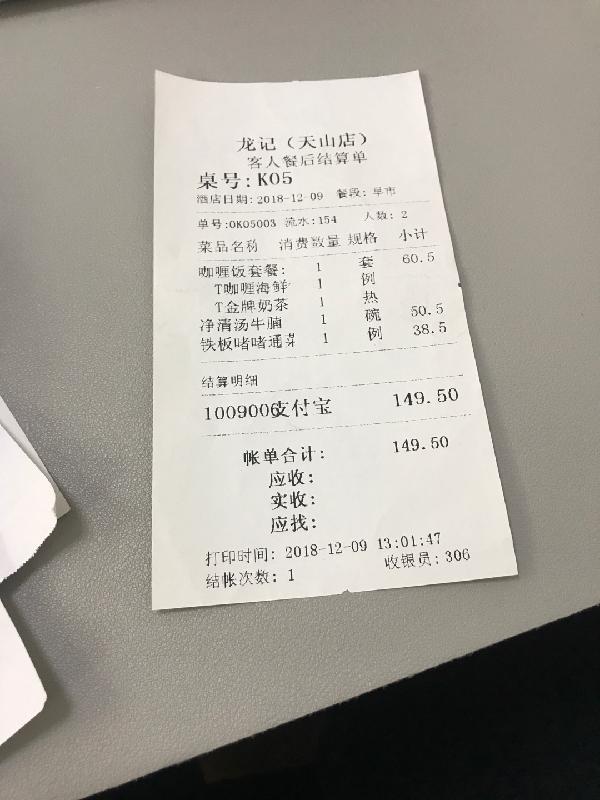 龙记（天山店）
客人餐后结算单
桌号:K05
酒店日期:2018-12-09 餐段:早市
单号:0K05003 流水:154 人数: 2
菜品名称 消费数量 规格 小计
咖喱饭套餐: 1 套 60.5
T咖喱海鲜 1 例
T金牌奶茶 1 热
净清汤牛腩 1 碗 50.5
铁板啫啫通菜 1 例 38.5
结算明细
1009006支付宝 149.50
帐单合计: 149.50
应收:
实收:
应找:
打印时间: 2018-12-09 13:01:47
结帐次数: 1 收银员: 306